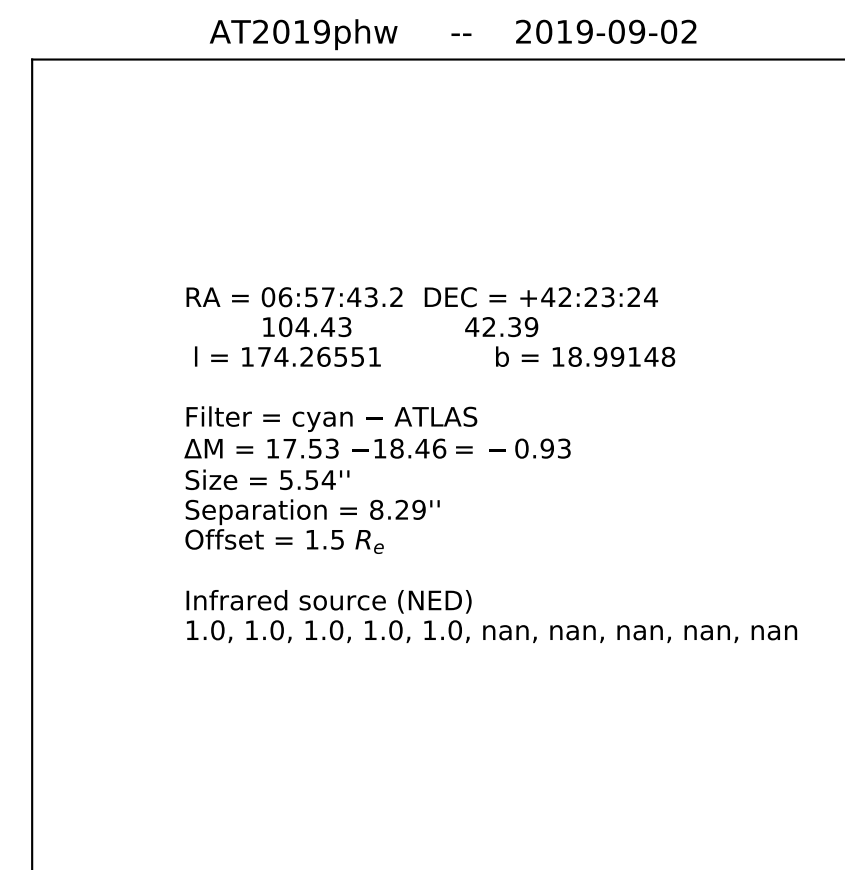 AT2019phw -- 2019-09-02
RA = 06:57:43.2 DEC = +42:23:24
104.43 42.39
l = 174.26551 b = 18.99148
Filter = cyan − ATLAS
ΔM = 17.53 −18.46 = −0.93
Size = 5.54''
Separation = 8.29''
Offset = 1.5 Re
Infrared source (NED)
1.0, 1.0, 1.0, 1.0, 1.0, nan, nan, nan, nan, nan